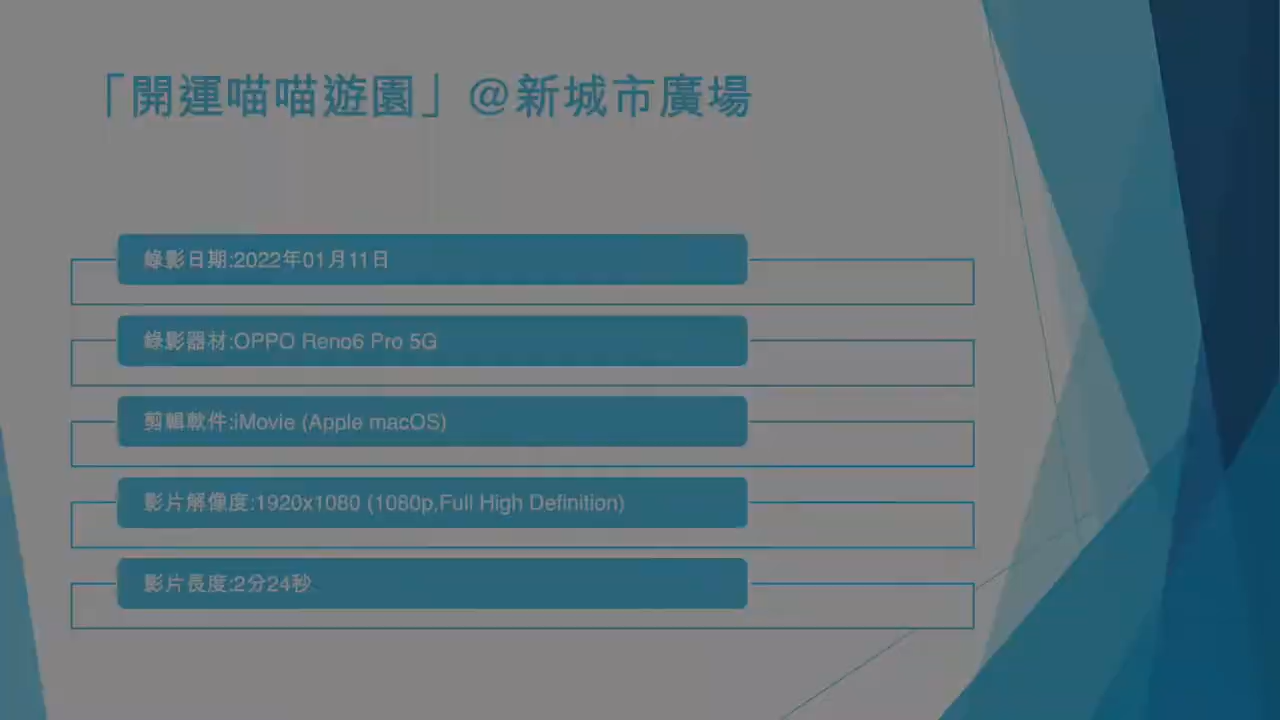 「開運喵喵遊園」@新城市廣場
錄影日期:2022年01月11日
錄影器材:OPPO Reno6 Pro 5G
剪輯軟件:iMovie (Apple macOS)
影片解像度:1920x1080 (1080p,Full High Definition)
影片長度:2分24秒